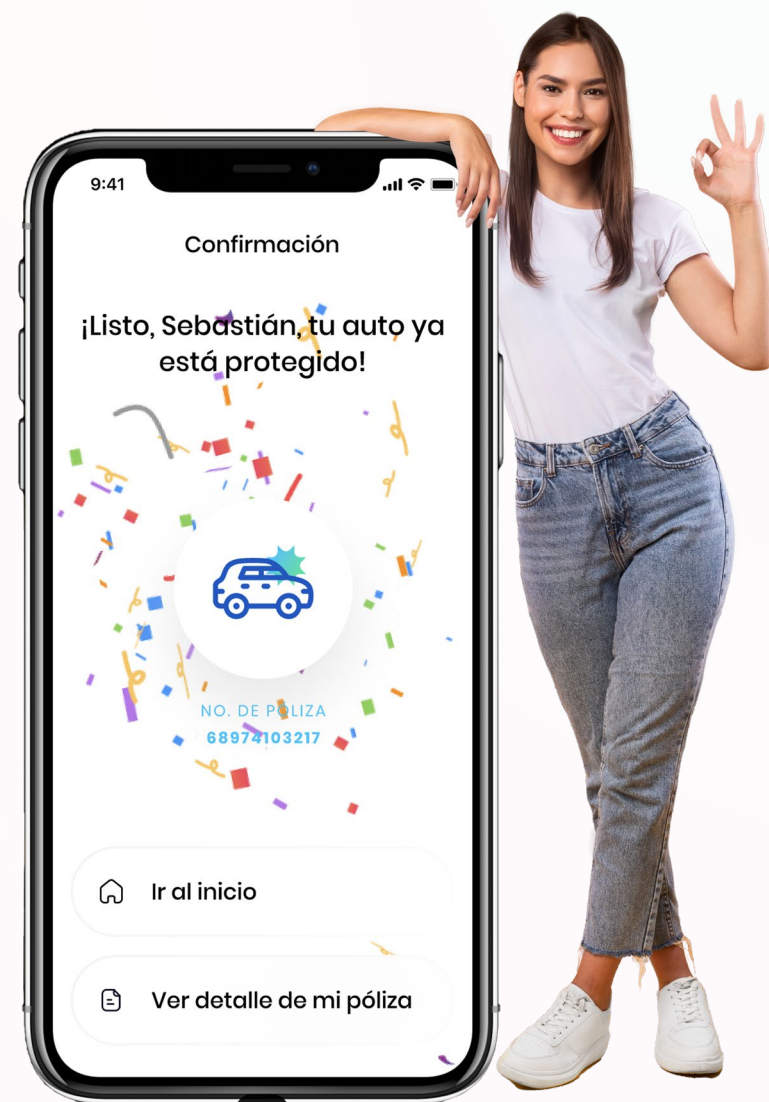 9:41
Confirmación
¡Listo, Sebastián, tu auto ya
está protegido!
NO. DE PÓLIZA
68974103217
Ir al inicio
Ver detalle de mi póliza